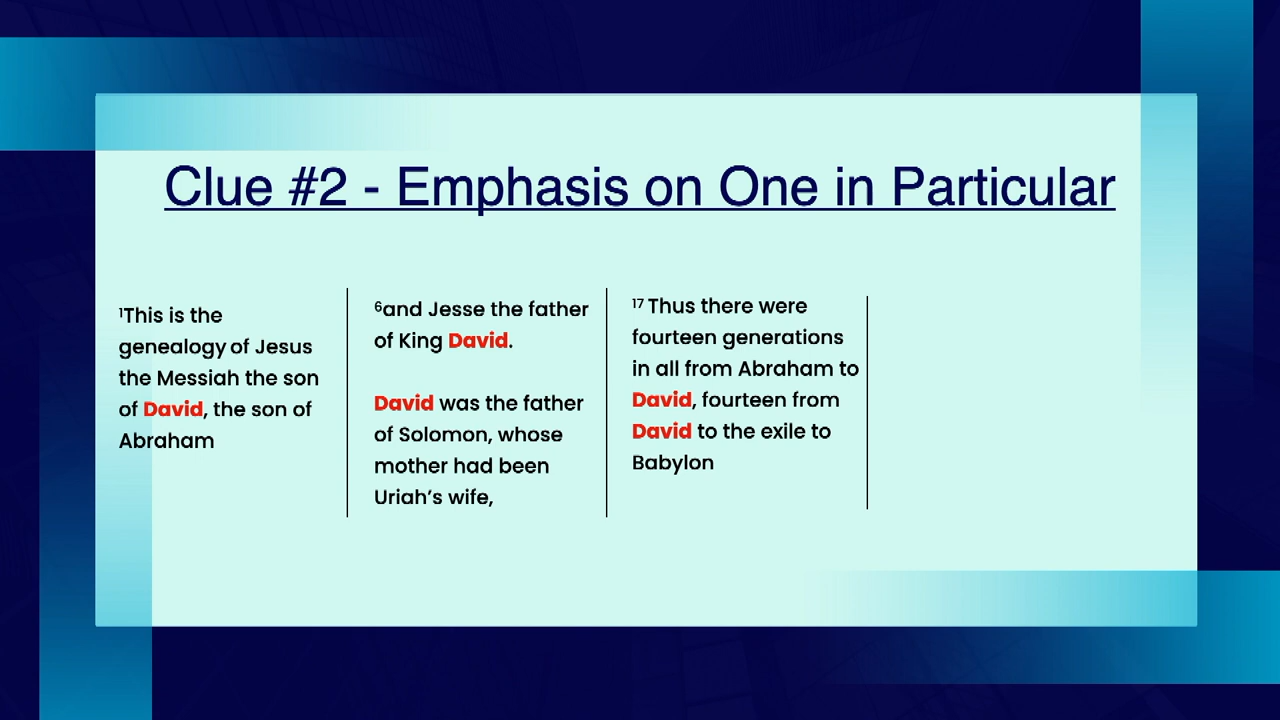 Clue #2 - Emphasis on One in Particular
¹This is the
genealogy of Jesus
the Messiah the son
of David, the son of
Abraham
⁶and Jesse the father
of King David.
David was the father
of Solomon, whose
mother had been
Uriah’s wife,
¹⁷ Thus there were
fourteen generations
in all from Abraham to
David, fourteen from
David to the exile to
Babylon